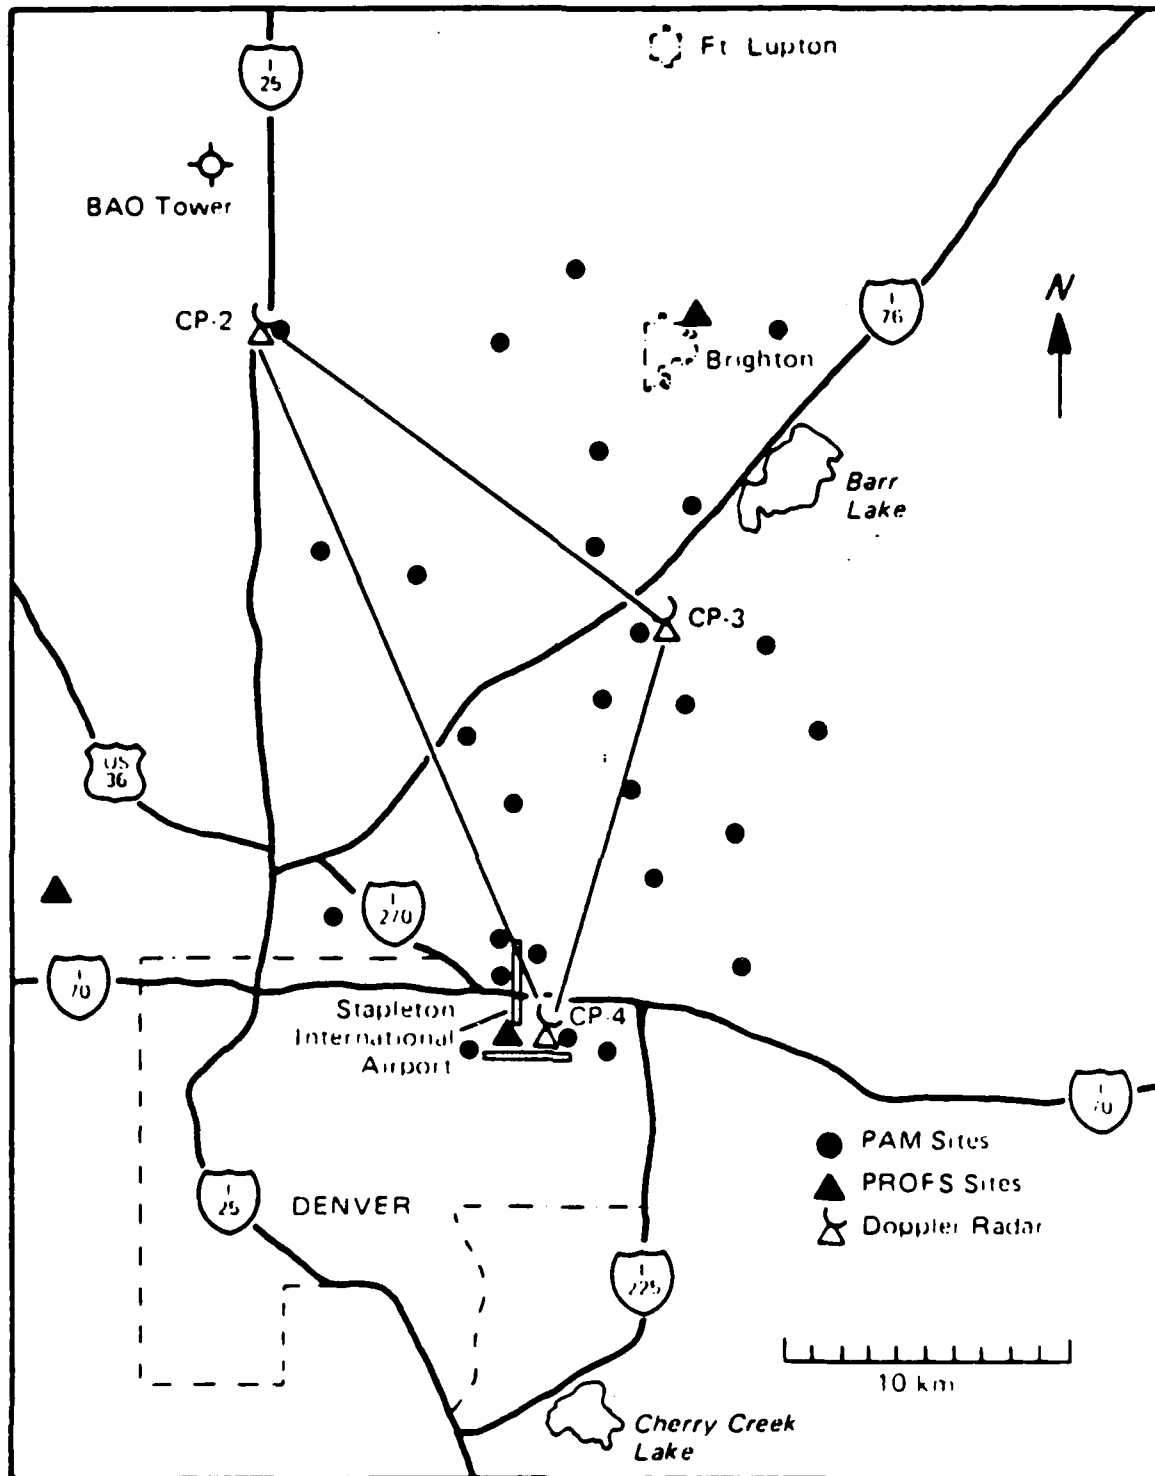 I
25
Ft. Lupton
BAO Tower
CP-2
I
76
N
Brighton
Barr
Lake
CP-3
US
36
I
270
I
70
Stapleton
International
Airport
CP-4
I
70
PAM Sites
PROFS Sites
Doppler Radar
I
25
DENVER
I
225
10 km
Cherry Creek
Lake